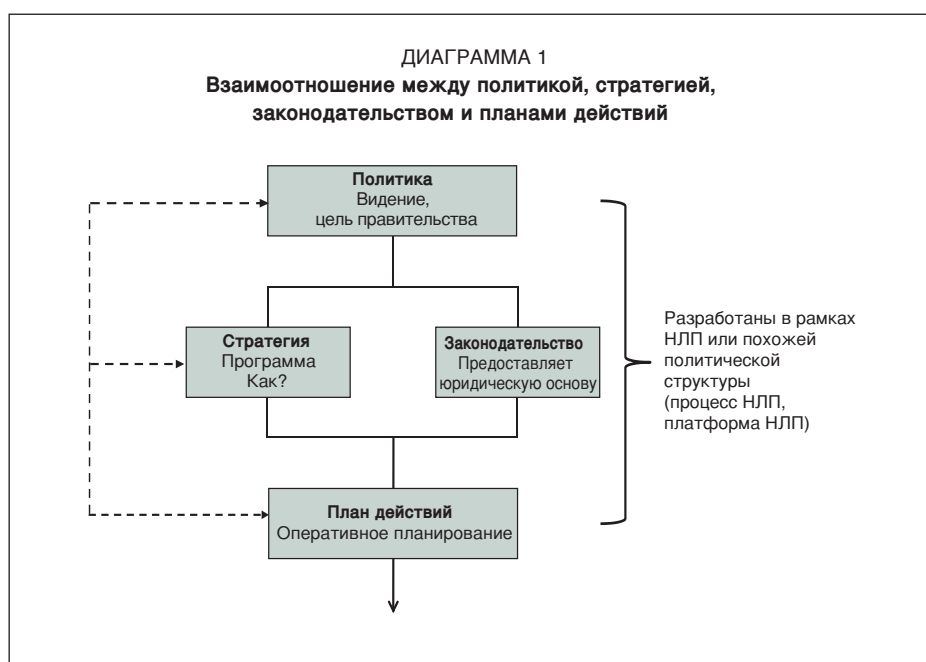 ДИАГРАММА 1
Взаимоотношение между политикой, стратегией,
законодательством и планами действий
Политика
Видение,
цель правительства
Стратегия
Программа
Как?
Законодательство
Предоставляет
юридическую основу
Разработаны в рамках
НЛП или похожей
политической
структуры
(процесс НЛП,
платформа НЛП)
План действий
Оперативное планирование